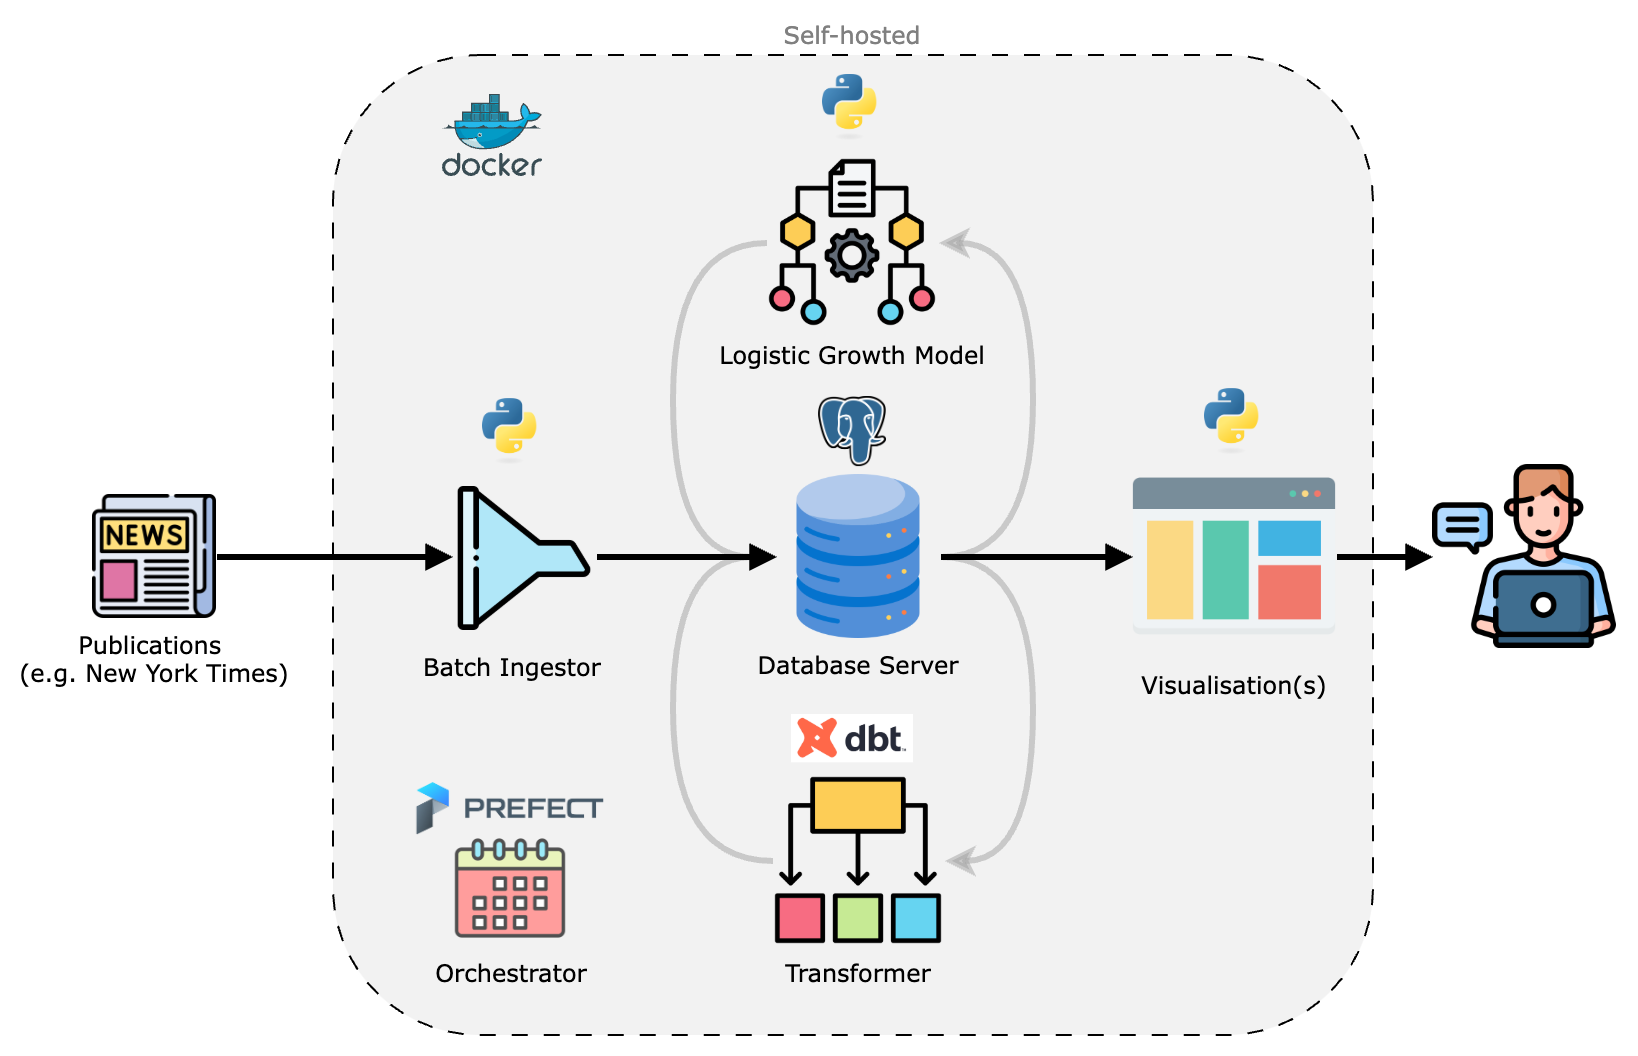 Self-hosted
docker
Logistic Growth Model
NEWS
Publications
(e.g. New York Times)
Batch Ingestor
Database Server
Visualisation(s)
dbt
PREFECT
Orchestrator
Transformer